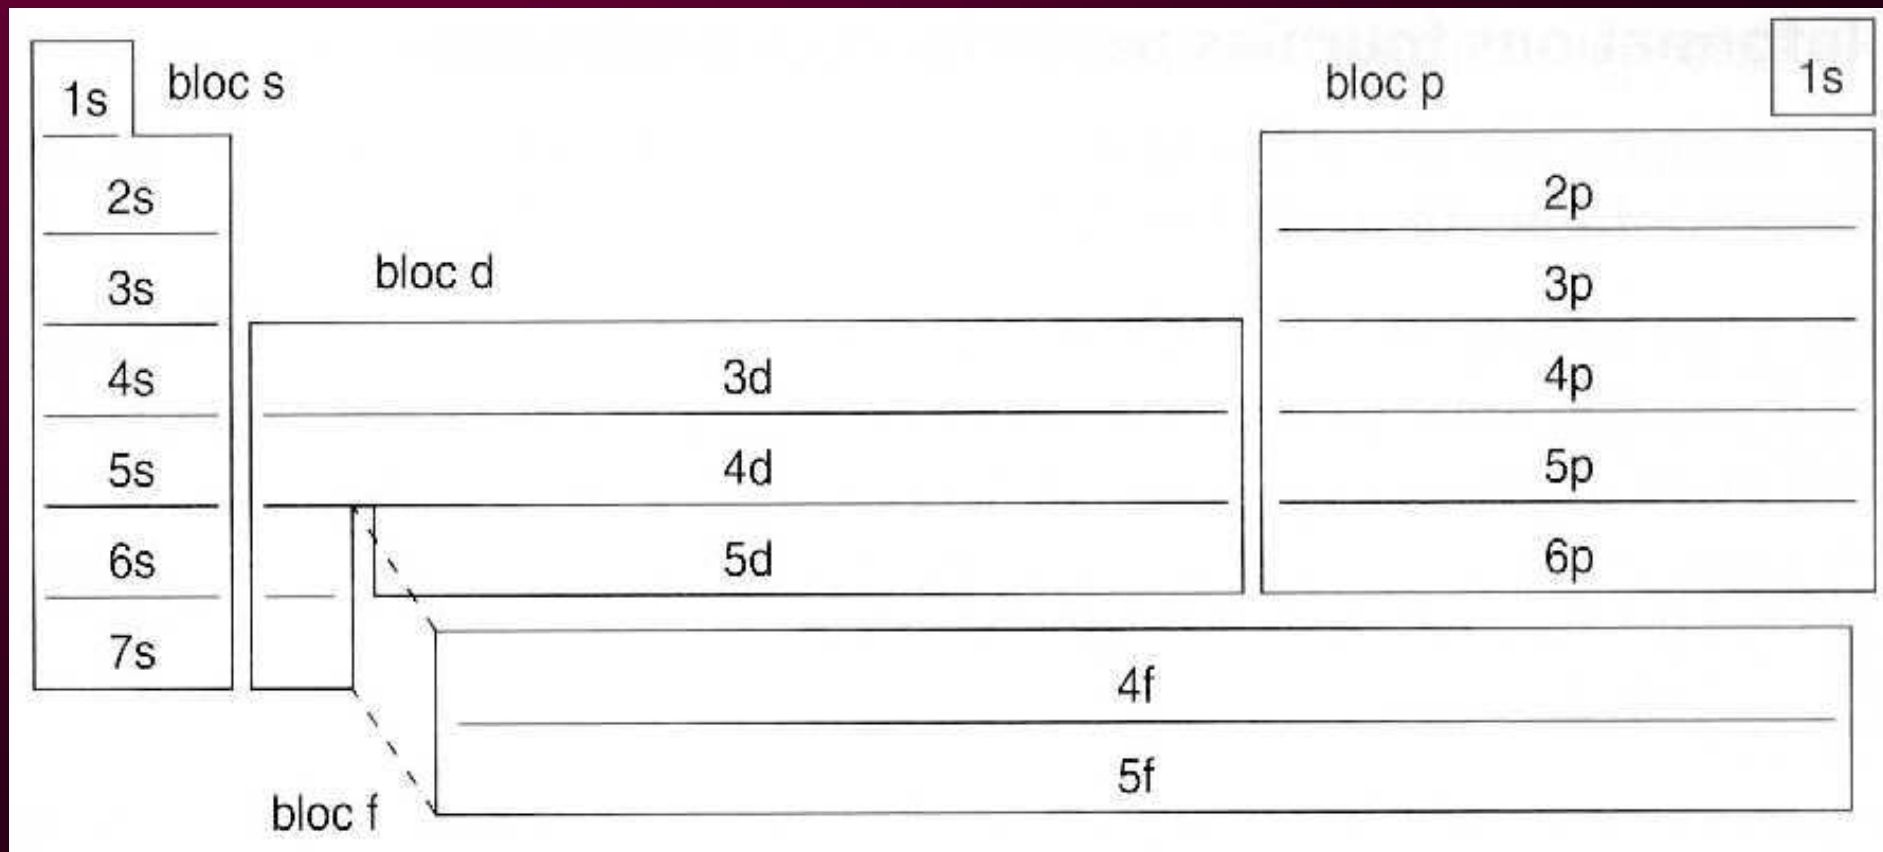 1s bloc s bloc p 1s
2s 2p
3s bloc d 3p
4s 3d 4p
5s 4d 5p
6s 5d 6p
7s 4f
5f
bloc f